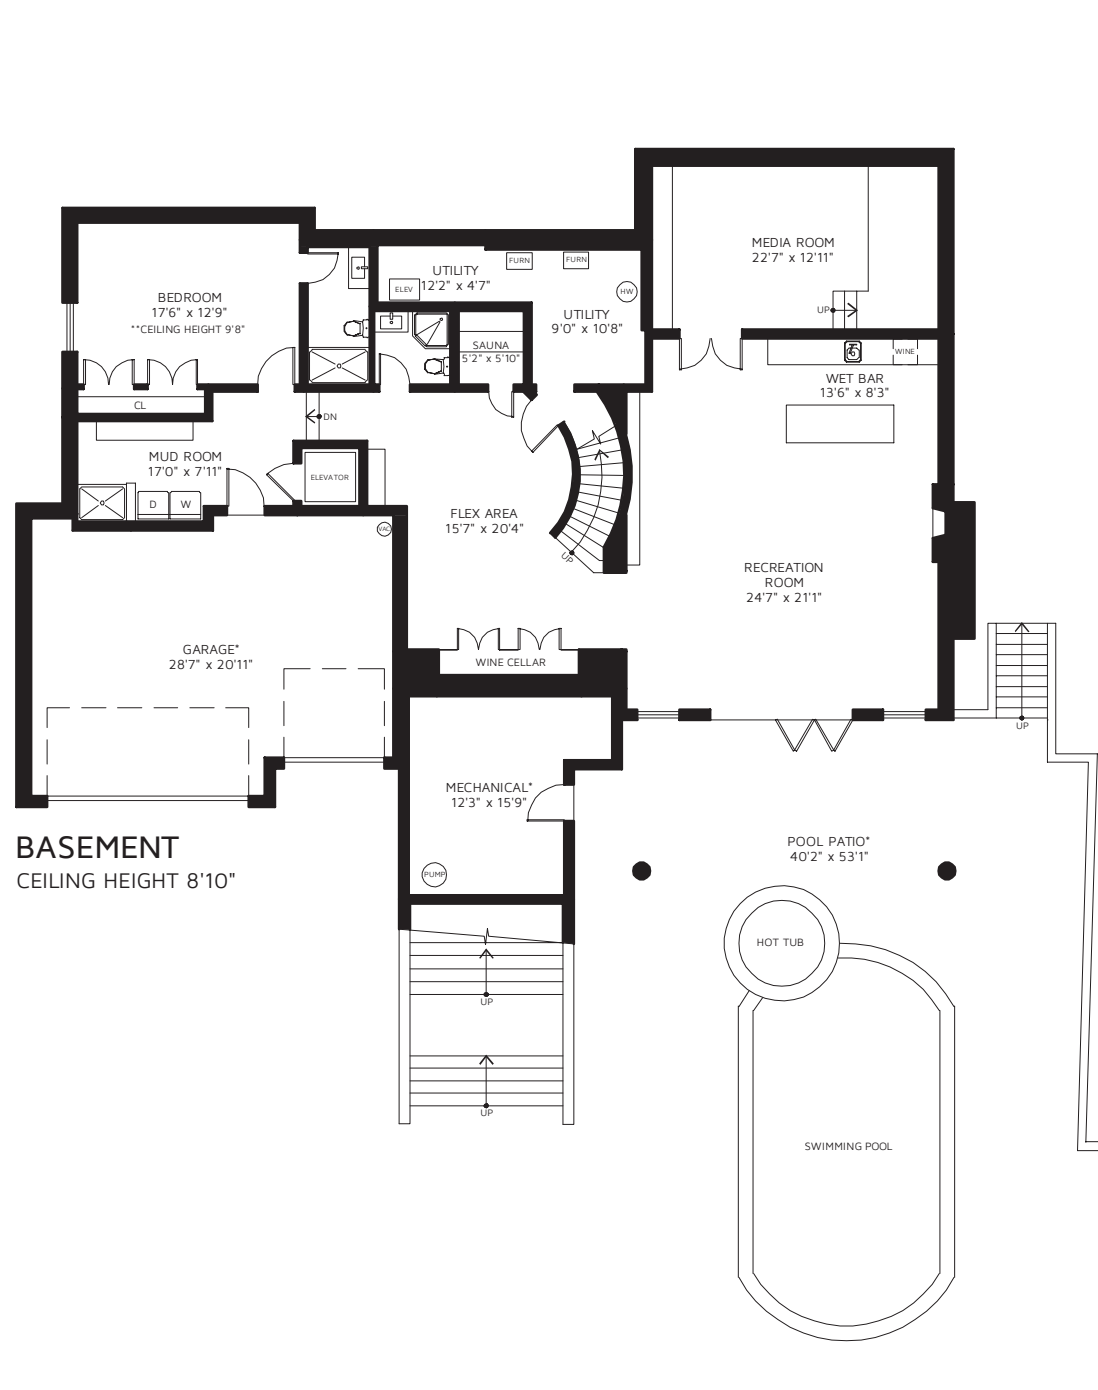 MEDIA ROOM
22'7" x 12'11"
UP
FURN
FURN
UTILITY
12'2" x 4'7"
ELEV
HW
UTILITY
9'0" x 10'8"
BEDROOM
17'6" x 12'9"
**CEILING HEIGHT 9'8"
SAUNA
5'2" x 5'10"
WINE
WET BAR
13'6" x 8'3"
CL
DN
MUD ROOM
17'0" x 7'11"
ELEVATOR
D
W
VAC
FLEX AREA
15'7" x 20'4"
UP
RECREATION
ROOM
24'7" x 21'1"
GARAGE*
28'7" x 20'11"
WINE CELLAR
UP
MECHANICAL*
12'3" x 15'9"
PUMP
POOL PATIO*
40'2" x 53'1"
BASEMENT
CEILING HEIGHT 8'10"
HOT TUB
UP
UP
SWIMMING POOL